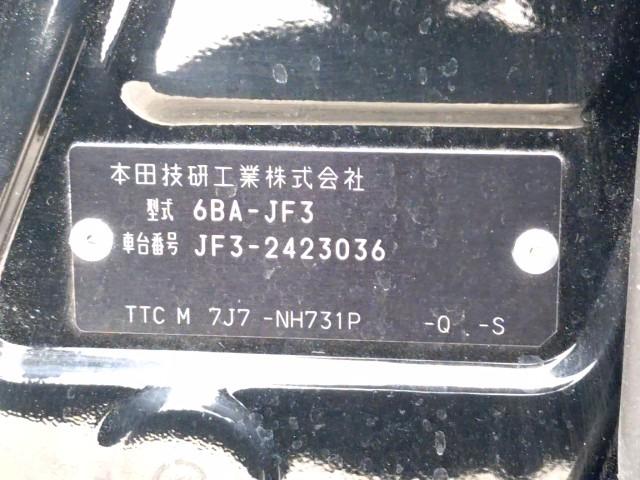 本田技研工業株式会社
型式 6BA-JF3
車台番号 JF3-2423036
TTC M 7J7 -NH731P -Q -S